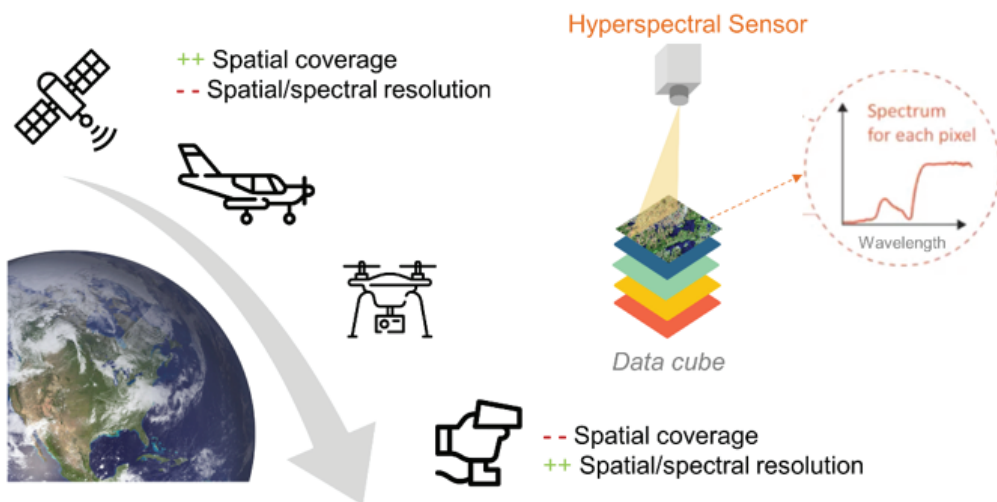 Hyperspectral Sensor
++ Spatial coverage
-- Spatial/spectral resolution
Spectrum
for each pixel
Wavelength
Data cube
-- Spatial coverage
++ Spatial/spectral resolution